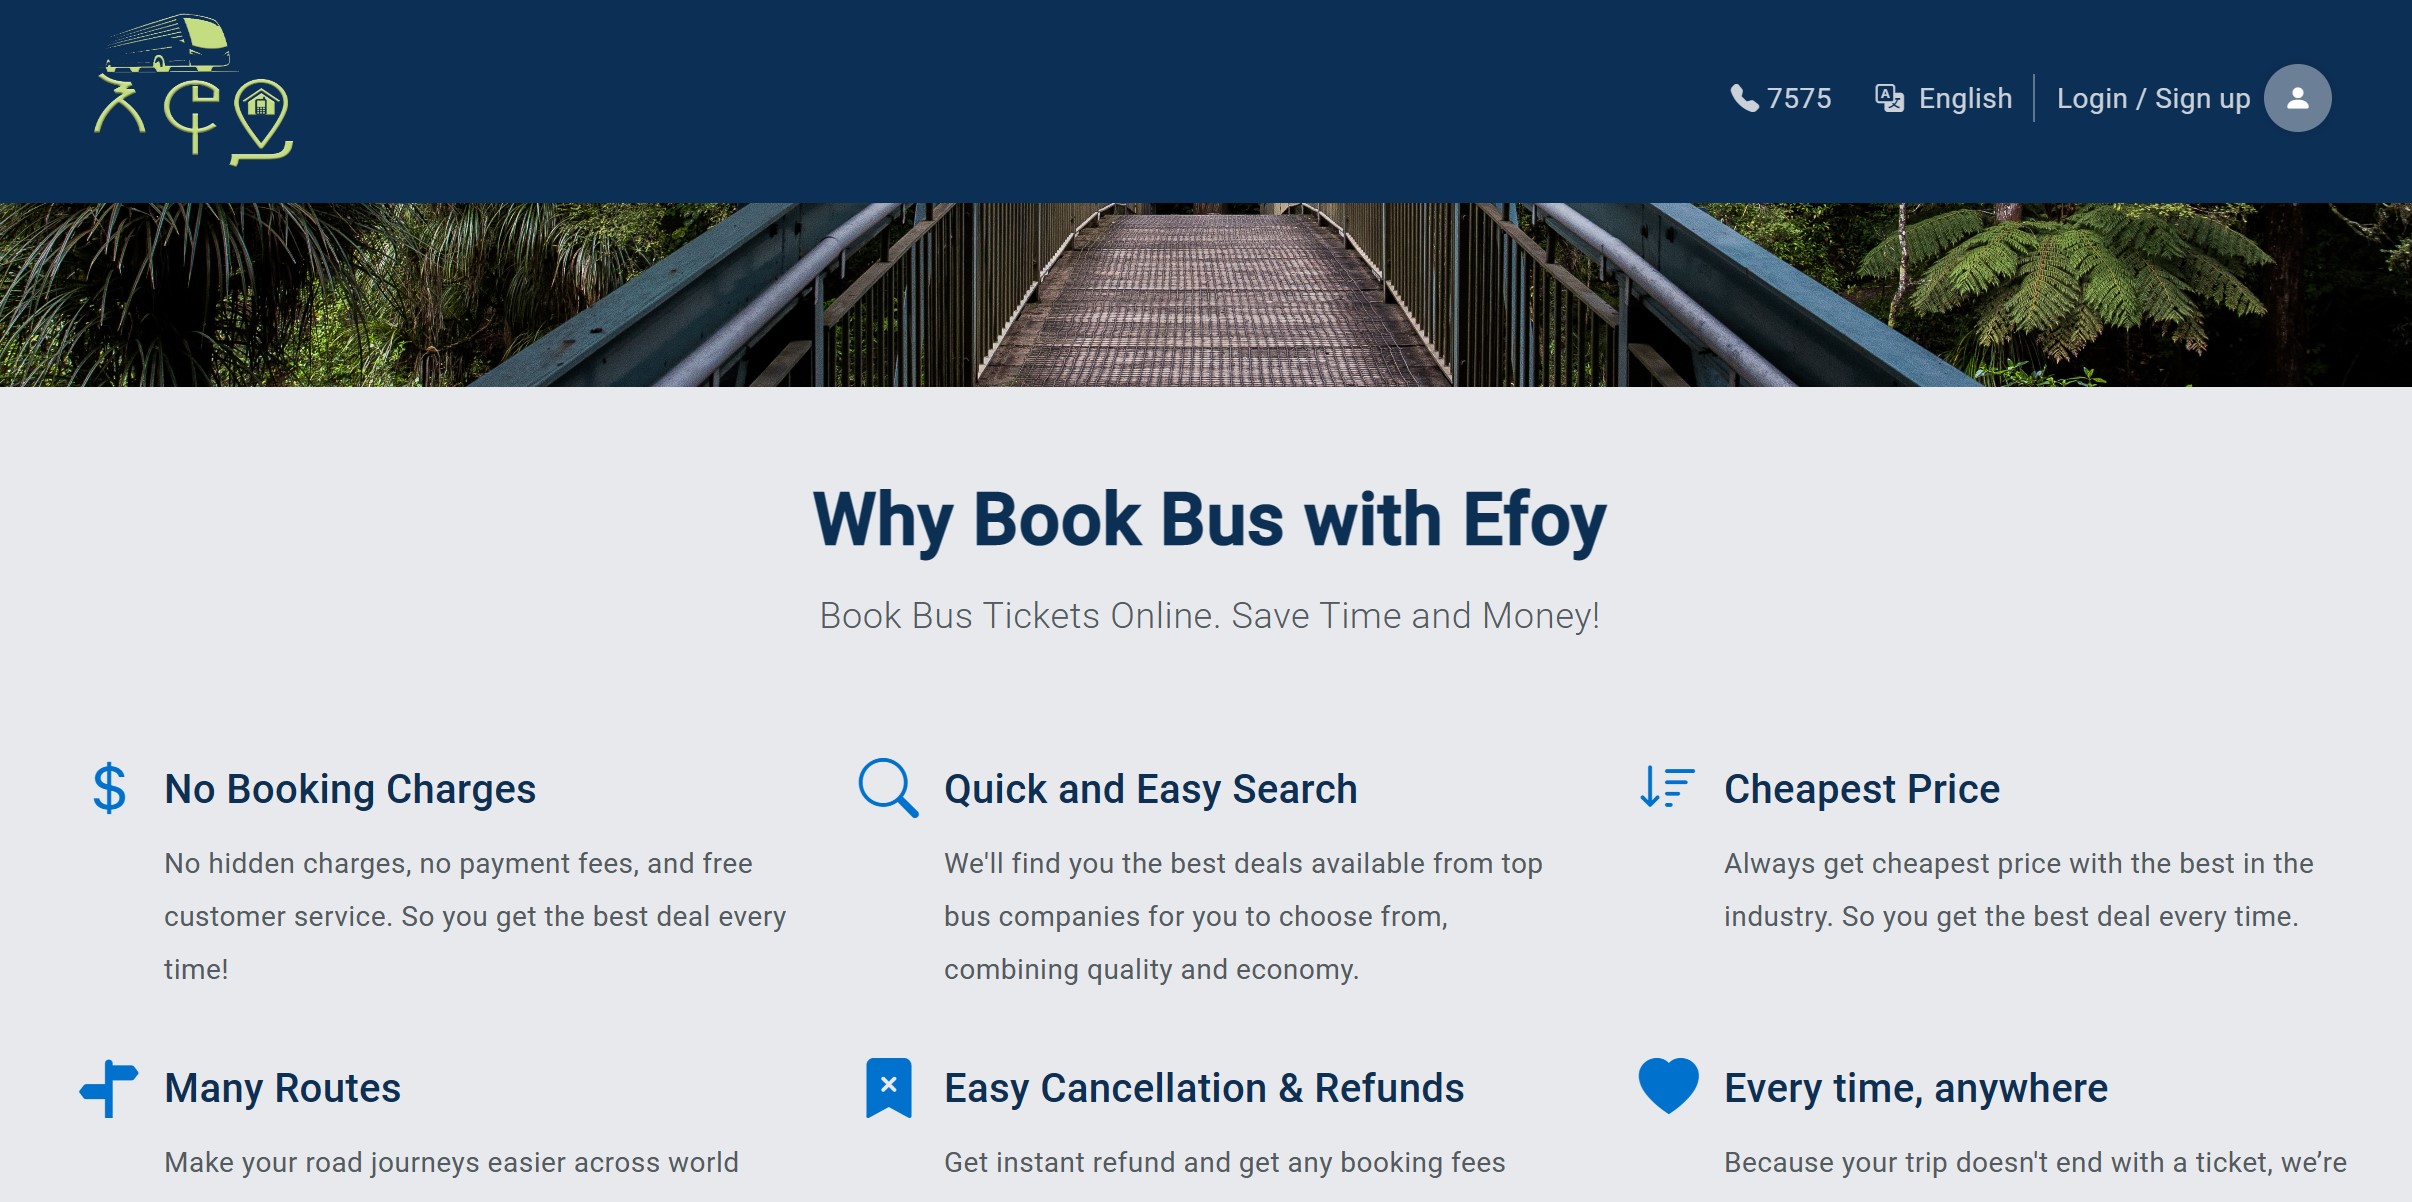 እፎይ
7575
English
Login / Sign up
Why Book Bus with Efoy
Book Bus Tickets Online. Save Time and Money!
No Booking Charges
No hidden charges, no payment fees, and free
customer service. So you get the best deal every
time!
Quick and Easy Search
We'll find you the best deals available from top
bus companies for you to choose from,
combining quality and economy.
Cheapest Price
Always get cheapest price with the best in the
industry. So you get the best deal every time.
Many Routes
Make your road journeys easier across world
Easy Cancellation & Refunds
Get instant refund and get any booking fees
Every time, anywhere
Because your trip doesn't end with a ticket, we’re